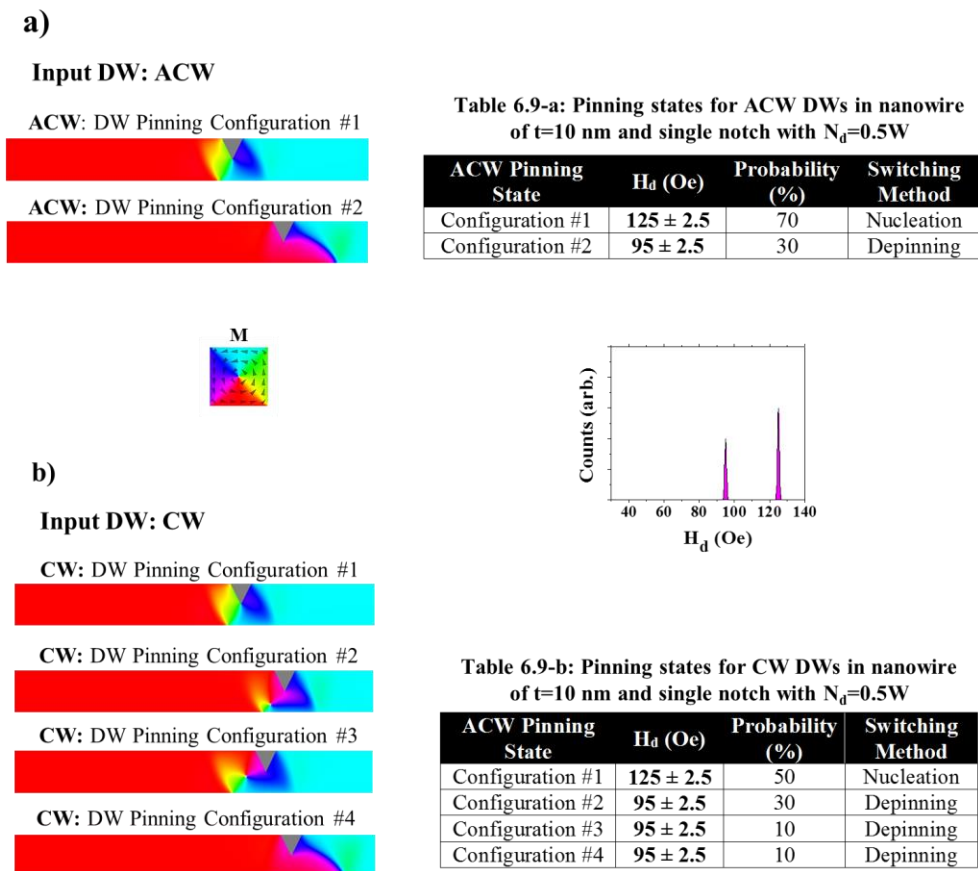 a)
Input DW: ACW
ACW: DW Pinning Configuration #1
ACW: DW Pinning Configuration #2
Table 6.9-a: Pinning states for ACW DWs in nanowire
of t=10 nm and single notch with Nd=0.5W
ACW Pinning State Hd (Oe) Probability (%) Switching Method
Configuration #1 125 ± 2.5 70 Nucleation
Configuration #2 95 ± 2.5 30 Depinning
M
Counts (arb.)
40 60 80 100 120 140
Hd (Oe)
b)
Input DW: CW
CW: DW Pinning Configuration #1
CW: DW Pinning Configuration #2
CW: DW Pinning Configuration #3
CW: DW Pinning Configuration #4
Table 6.9-b: Pinning states for CW DWs in nanowire
of t=10 nm and single notch with Nd=0.5W
ACW Pinning State Hd (Oe) Probability (%) Switching Method
Configuration #1 125 ± 2.5 50 Nucleation
Configuration #2 95 ± 2.5 30 Depinning
Configuration #3 95 ± 2.5 10 Depinning
Configuration #4 95 ± 2.5 10 Depinning